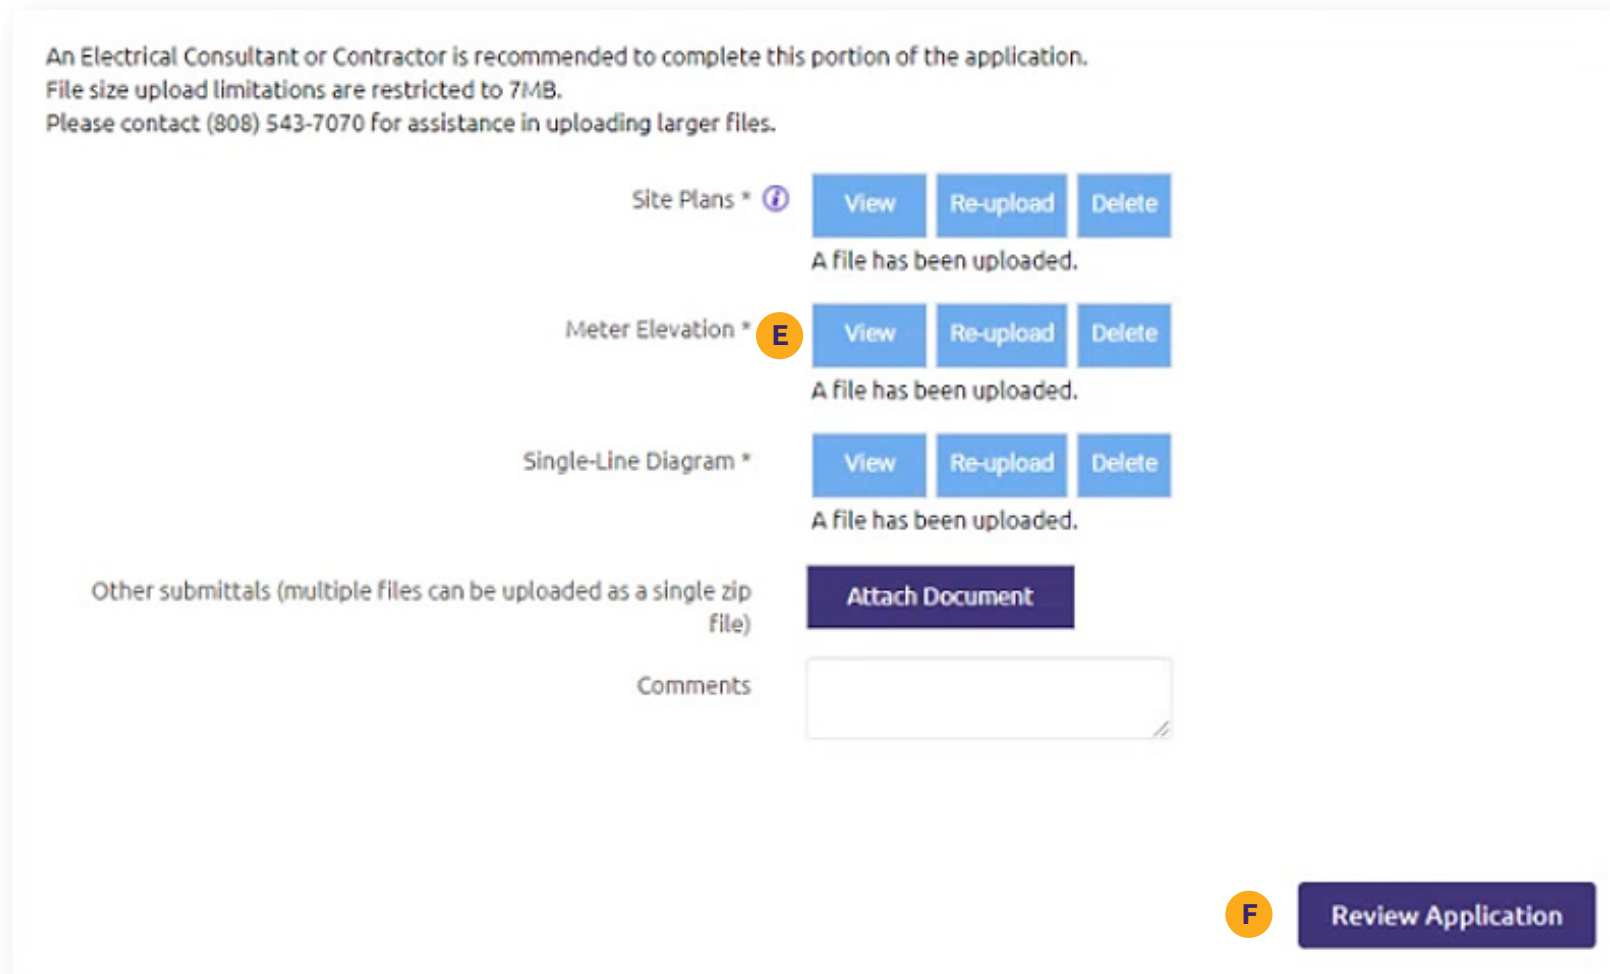 An Electrical Consultant or Contractor is recommended to complete this portion of the application.
File size upload limitations are restricted to 7MB.
Please contact (808) 543-7070 for assistance in uploading larger files.
Site Plans * i View Re-upload Delete
A file has been uploaded.
Meter Elevation * E View Re-upload Delete
A file has been uploaded.
Single-Line Diagram * View Re-upload Delete
A file has been uploaded.
Other submittals (multiple files can be uploaded as a single zip
file)
Attach Document
Comments
F Review Application